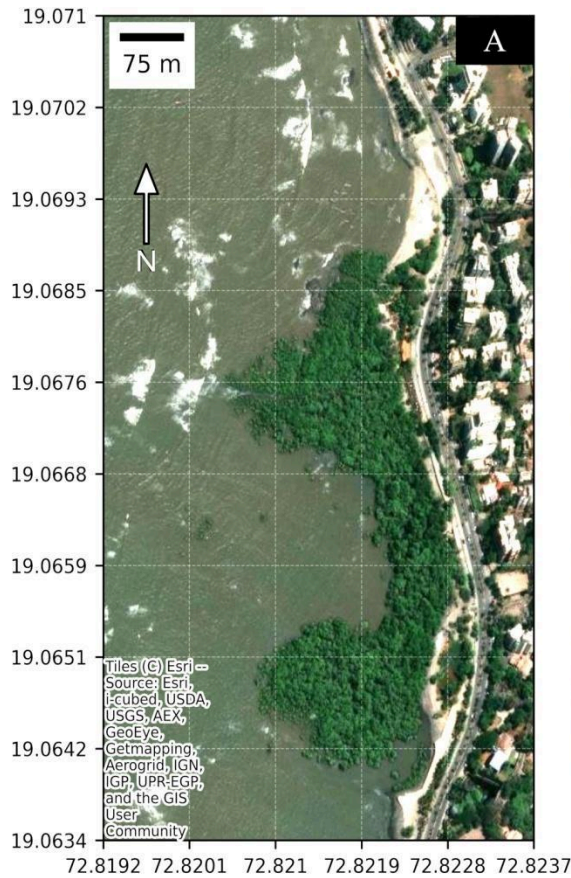 19.071
A
75 m
19.0702
19.0693
N
19.0685
19.0676
19.0668
19.0659
19.0651
Tiles (C) Esri --
Source: Esri,
i-cubed, USDA,
USGS, AEX,
GeoEye,
Getmapping,
Aerogrid, IGN,
IGP, UPR-EGP,
and the GIS
User
Community
19.0642
19.0634
72.8192 72.8201 72.821 72.8219 72.8228 72.8237